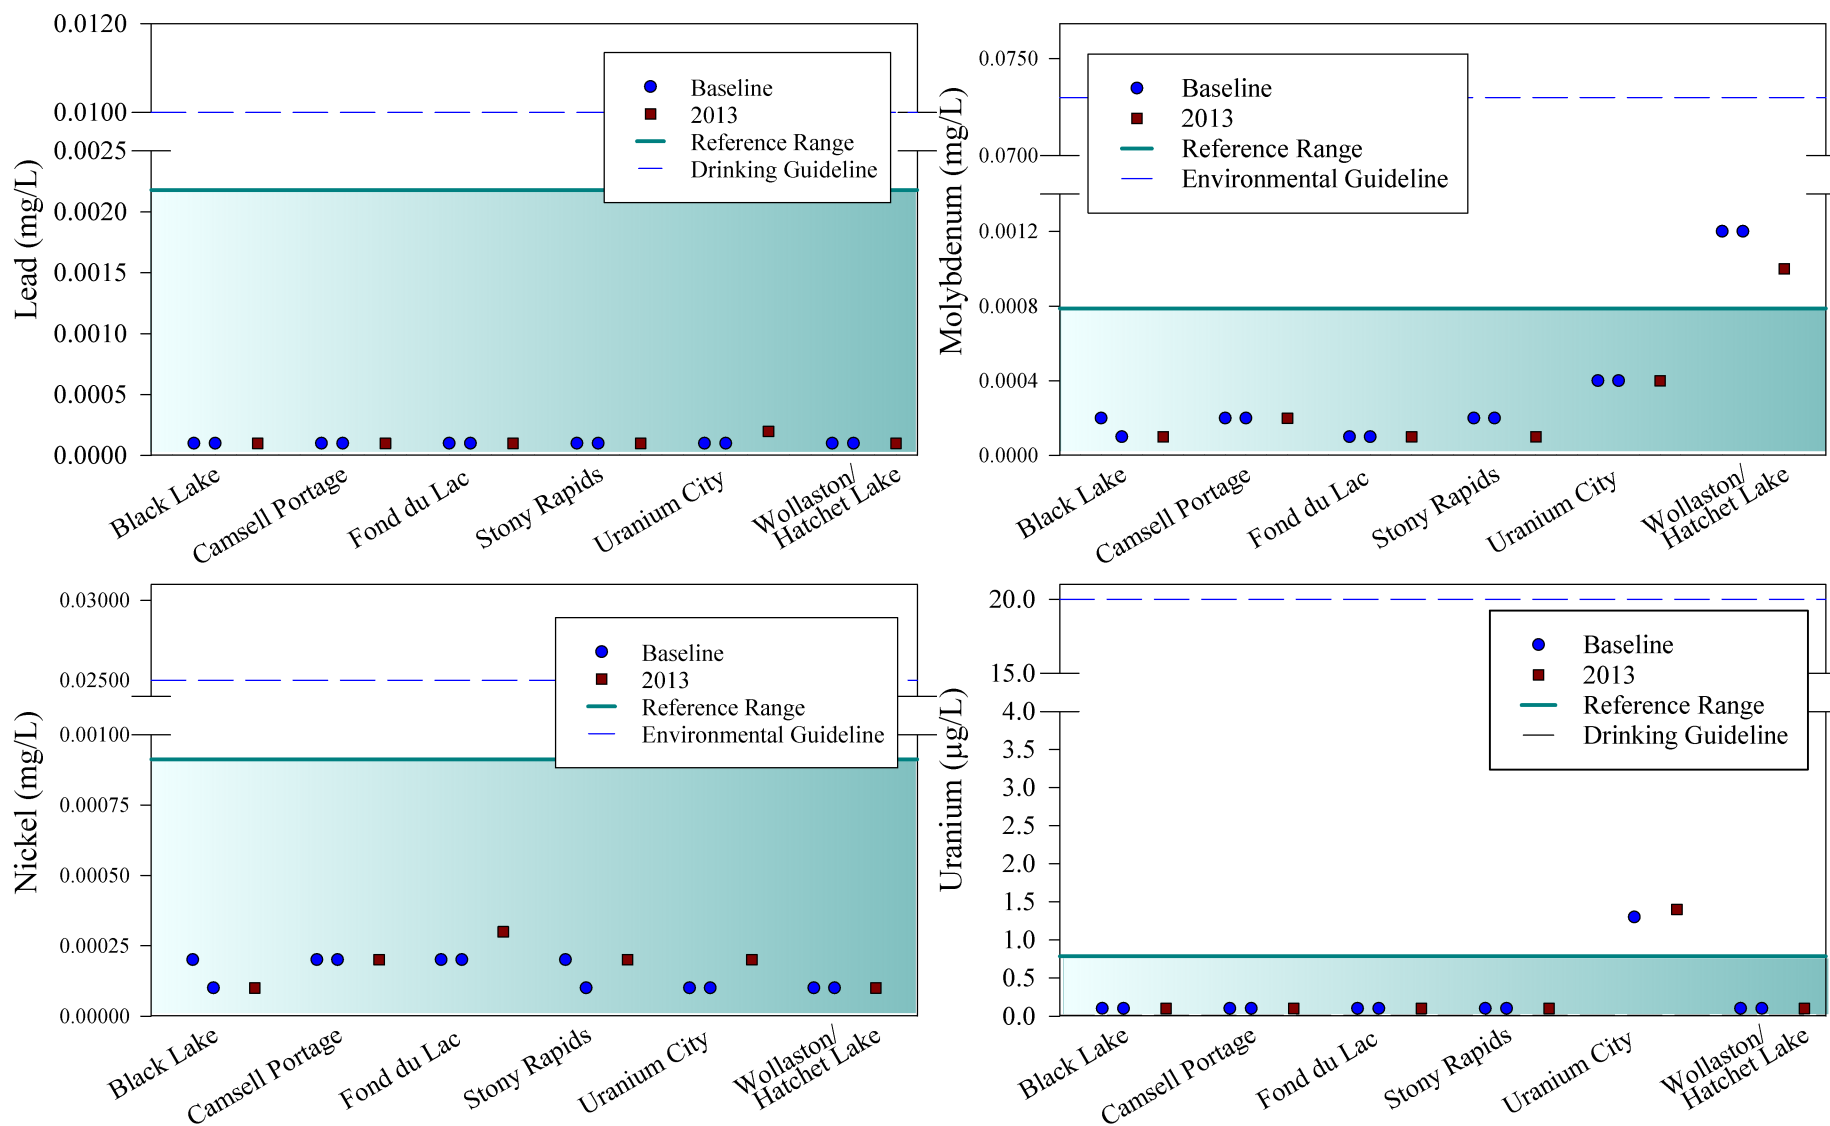 0.0120
0.0100
0.0025
0.0020
0.0015
0.0010
0.0005
0.0000
Lead (mg/L)
Baseline
2013
Reference Range
Drinking Guideline
Black Lake
Camsell Portage
Fond du Lac
Stony Rapids
Uranium City
Wollaston/
Hatchet Lake
0.0750
0.0700
0.0012
0.0008
0.0004
0.0000
Molybdenum (mg/L)
Baseline
2013
Reference Range
Environmental Guideline
Black Lake
Camsell Portage
Fond du Lac
Stony Rapids
Uranium City
Wollaston/
Hatchet Lake
0.03000
0.02500
0.00100
0.00075
0.00050
0.00025
0.00000
Nickel (mg/L)
Baseline
2013
Reference Range
Environmental Guideline
Black Lake
Camsell Portage
Fond du Lac
Stony Rapids
Uranium City
Wollaston/
Hatchet Lake
20.0
15.0
4.0
3.5
3.0
2.5
2.0
1.5
1.0
0.5
0.0
Uranium (µg/L)
Baseline
2013
Reference Range
Drinking Guideline
Black Lake
Camsell Portage
Fond du Lac
Stony Rapids
Uranium City
Wollaston/
Hatchet Lake